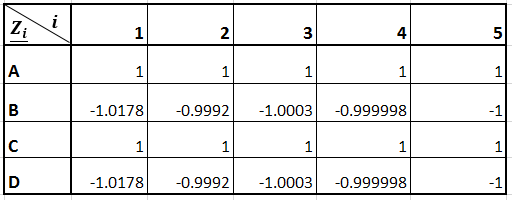 Z_i i 1 2 3 4 5
A 1 1 1 1 1
B -1.0178 -0.9992 -1.0003 -0.999998 -1
C 1 1 1 1 1
D -1.0178 -0.9992 -1.0003 -0.999998 -1